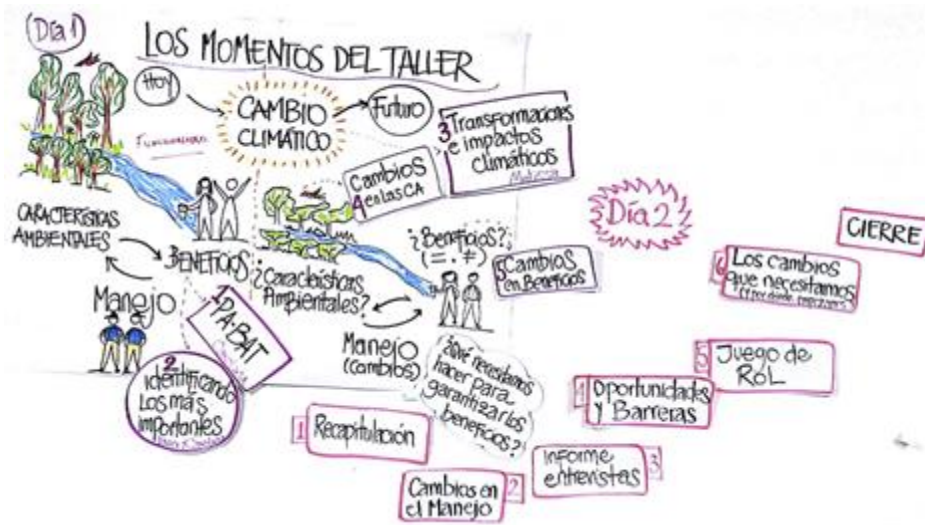 Día 1
LOS MOMENTOS DEL TALLER
Hoy
CAMBIO
CLIMÁTICO
Futuro
3 Transformaciones
e impactos
climáticos
Cambios
4 en las CA
CARACTERÍSTICAS
AMBIENTALES
BENEFICIOS
Manejo
1 PA-BAT
2
Identificando
Los más
importantes
¿Características
Ambientales?
¿Beneficios?
(=. ≠)
Manejo
(Cambios)
5 Cambios
en Beneficios
¿Qué necesitamos
hacer para
garantizar los
beneficios?
Día 2
1 Recapitulación
Cambios en 2
el Manejo
Informe 3
entrevistas
4 Oportunidades
Y Barreras
5 Juego de
ROL
6 Los cambios
que necesitamos
CIERRE